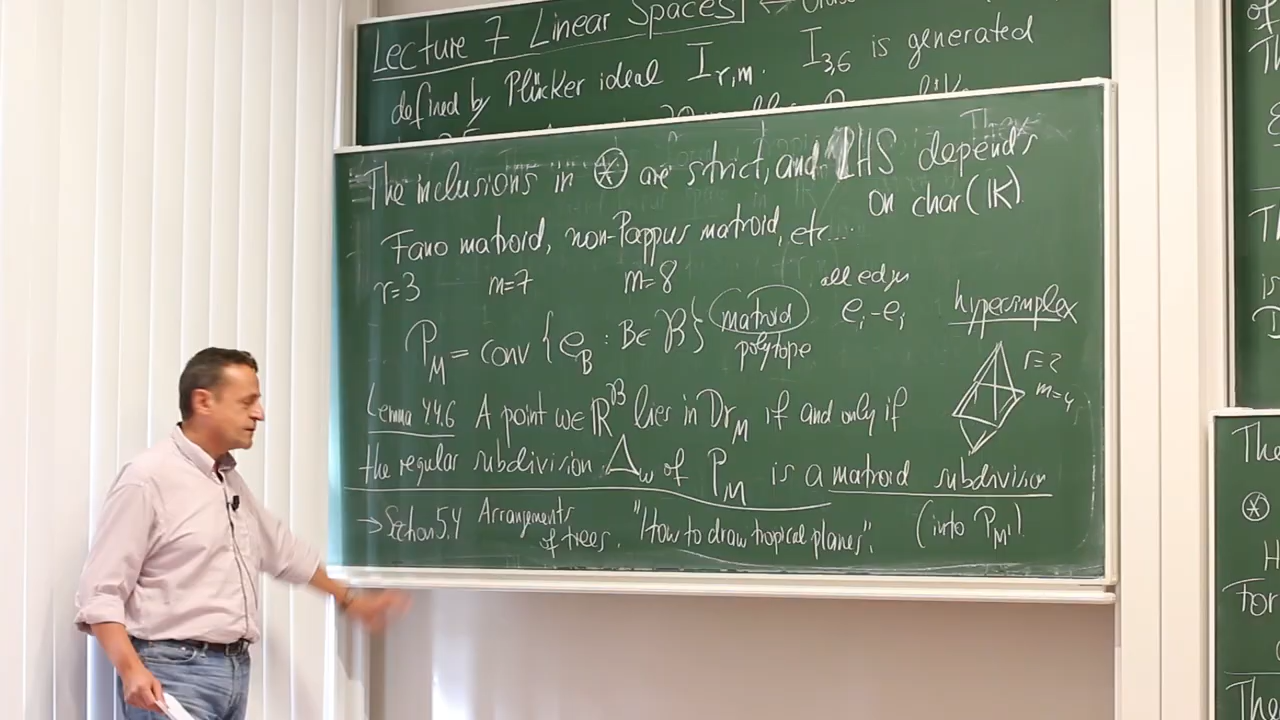 Lecture 7 Linear Spaces
defined by Plücker ideal I_{r,m}. I_{3,6} is generated
The inclusions in ⊛ are strict, and LHS depends
on char(K)
Fano matroid, non-Pappus matroid, etc...
r=3 m=7 m=8
P_M = conv { e_B : B ∈ B } matroid polytope
all edges
e_i - e_j
hypersimplex
r=2
m=4
Lemma 4.4.6 A point w∈ℝ^B lies in Dr_M if and only if
the regular subdivision Δ_w of P_M is a matroid subdivision
(into P_M').
→ Section 5.4 Arrangements of trees. "How to draw tropical planes".
of
The
⊛
H
For
The